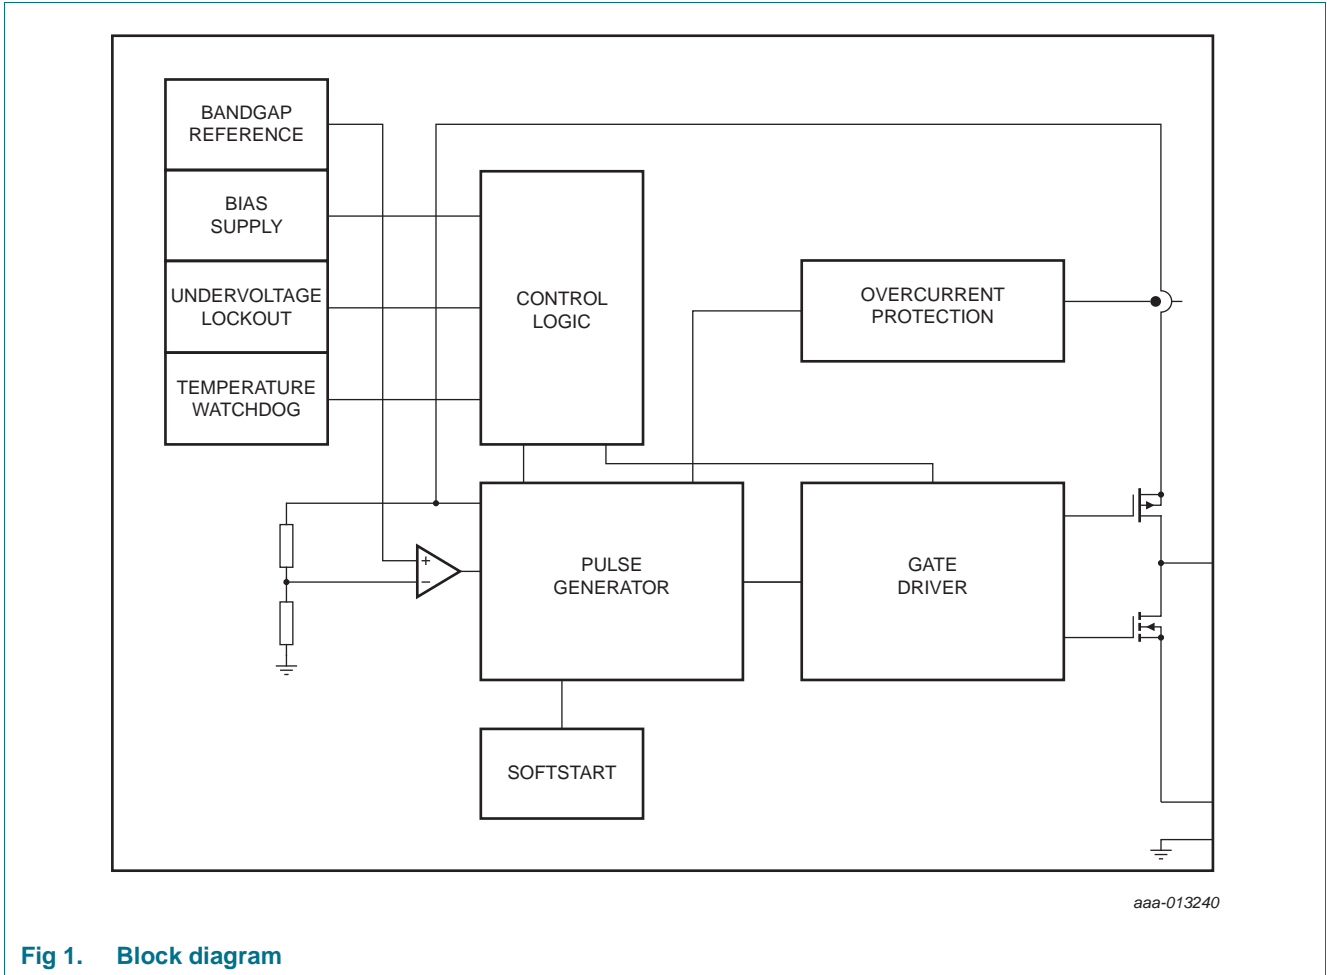 BANDGAP
REFERENCE
BIAS
SUPPLY
UNDERVOLTAGE
LOCKOUT
TEMPERATURE
WATCHDOG
CONTROL
LOGIC
OVERCURRENT
PROTECTION
+
−
PULSE
GENERATOR
GATE
DRIVER
SOFTSTART
aaa-013240
Fig 1. Block diagram